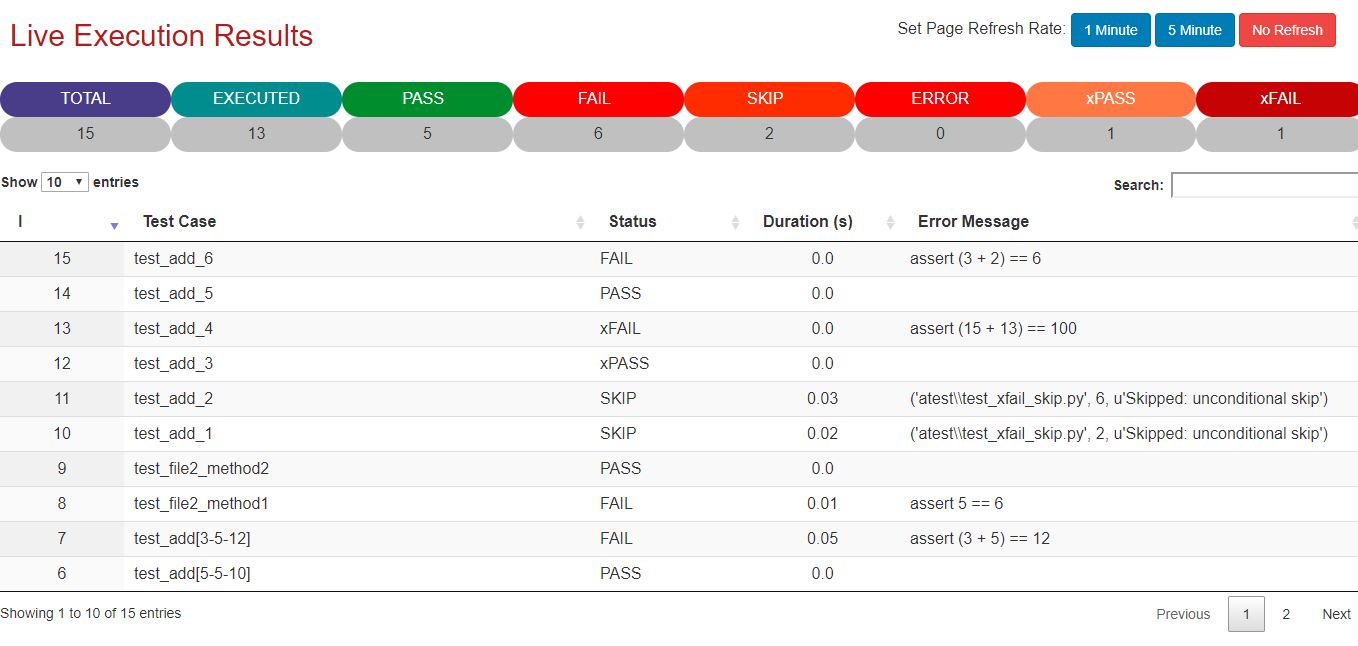 Live Execution Results
Set Page Refresh Rate: 1 Minute 5 Minute No Refresh
TOTAL EXECUTED PASS FAIL SKIP ERROR xPASS xFAIL
15 13 5 6 2 0 1 1
Show 10 entries
Search:
I Test Case Status Duration (s) Error Message
15 test_add_6 FAIL 0.0 assert (3 + 2) == 6
14 test_add_5 PASS 0.0
13 test_add_4 xFAIL 0.0 assert (15 + 13) == 100
12 test_add_3 xPASS 0.0
11 test_add_2 SKIP 0.03 ('atest\\test_xfail_skip.py', 6, u'Skipped: unconditional skip')
10 test_add_1 SKIP 0.02 ('atest\\test_xfail_skip.py', 2, u'Skipped: unconditional skip')
9 test_file2_method2 PASS 0.0
8 test_file2_method1 FAIL 0.01 assert 5 == 6
7 test_add[3-5-12] FAIL 0.05 assert (3 + 5) == 12
6 test_add[5-5-10] PASS 0.0
Showing 1 to 10 of 15 entries
Previous 1 2 Next